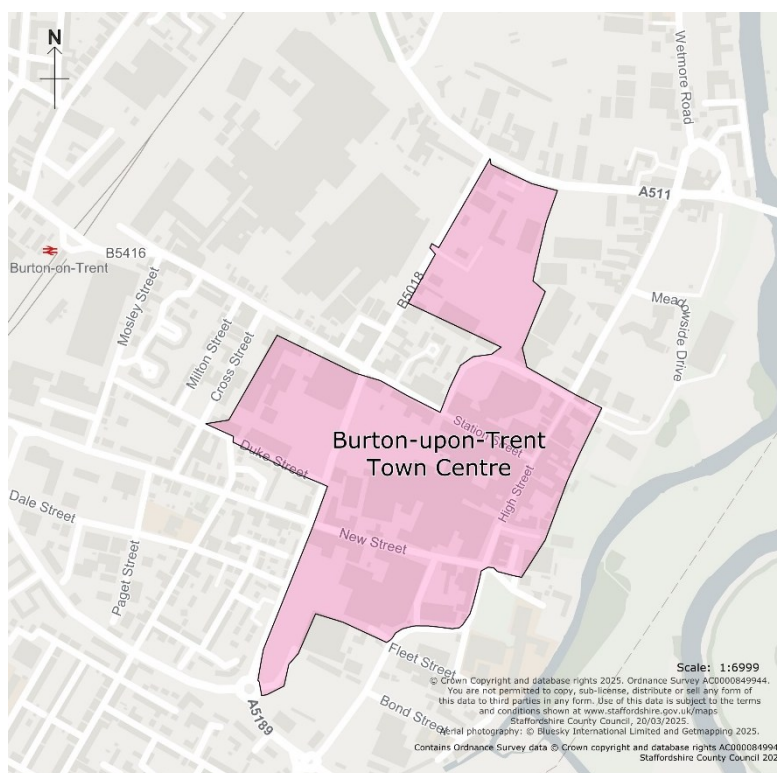 N
Wetmore Road
A511
B5416
Burton-on-Trent
B5018
Mosley Street
Milton Street
Cross Street
Meadowside Drive
Station Street
Burton-upon-Trent
Town Centre
Duke Street
High Street
Dale Street
New Street
Paget Street
Fleet Street
Bond Street
A5189
Scale: 1:6999
© Crown Copyright and database rights 2025. Ordnance Survey AC0000849944.
You are not permitted to copy, sub-license, distribute or sell any form of
this data to third parties in any form. Use of this data is subject to the terms
and conditions shown at www.staffordshire.gov.uk/maps
Staffordshire County Council, 20/03/2025.
Aerial photography: © Bluesky International Limited and Getmapping 2025.
Contains Ordnance Survey data © Crown copyright and database rights AC000084994
Staffordshire County Council 202